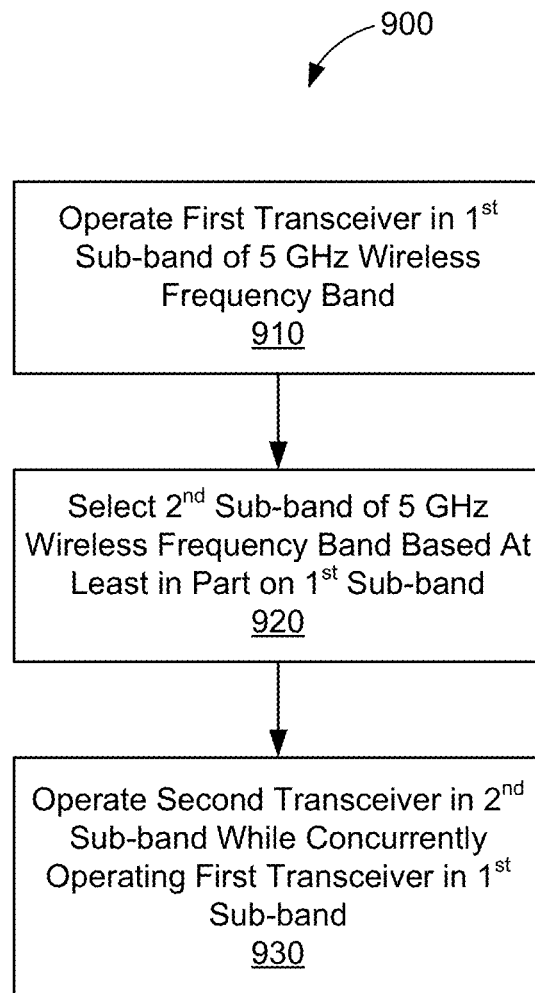 900
Operate First Transceiver in 1st
Sub-band of 5 GHz Wireless
Frequency Band
910
Select 2nd Sub-band of 5 GHz
Wireless Frequency Band Based At
Least in Part on 1st Sub-band
920
Operate Second Transceiver in 2nd
Sub-band While Concurrently
Operating First Transceiver in 1st
Sub-band
930